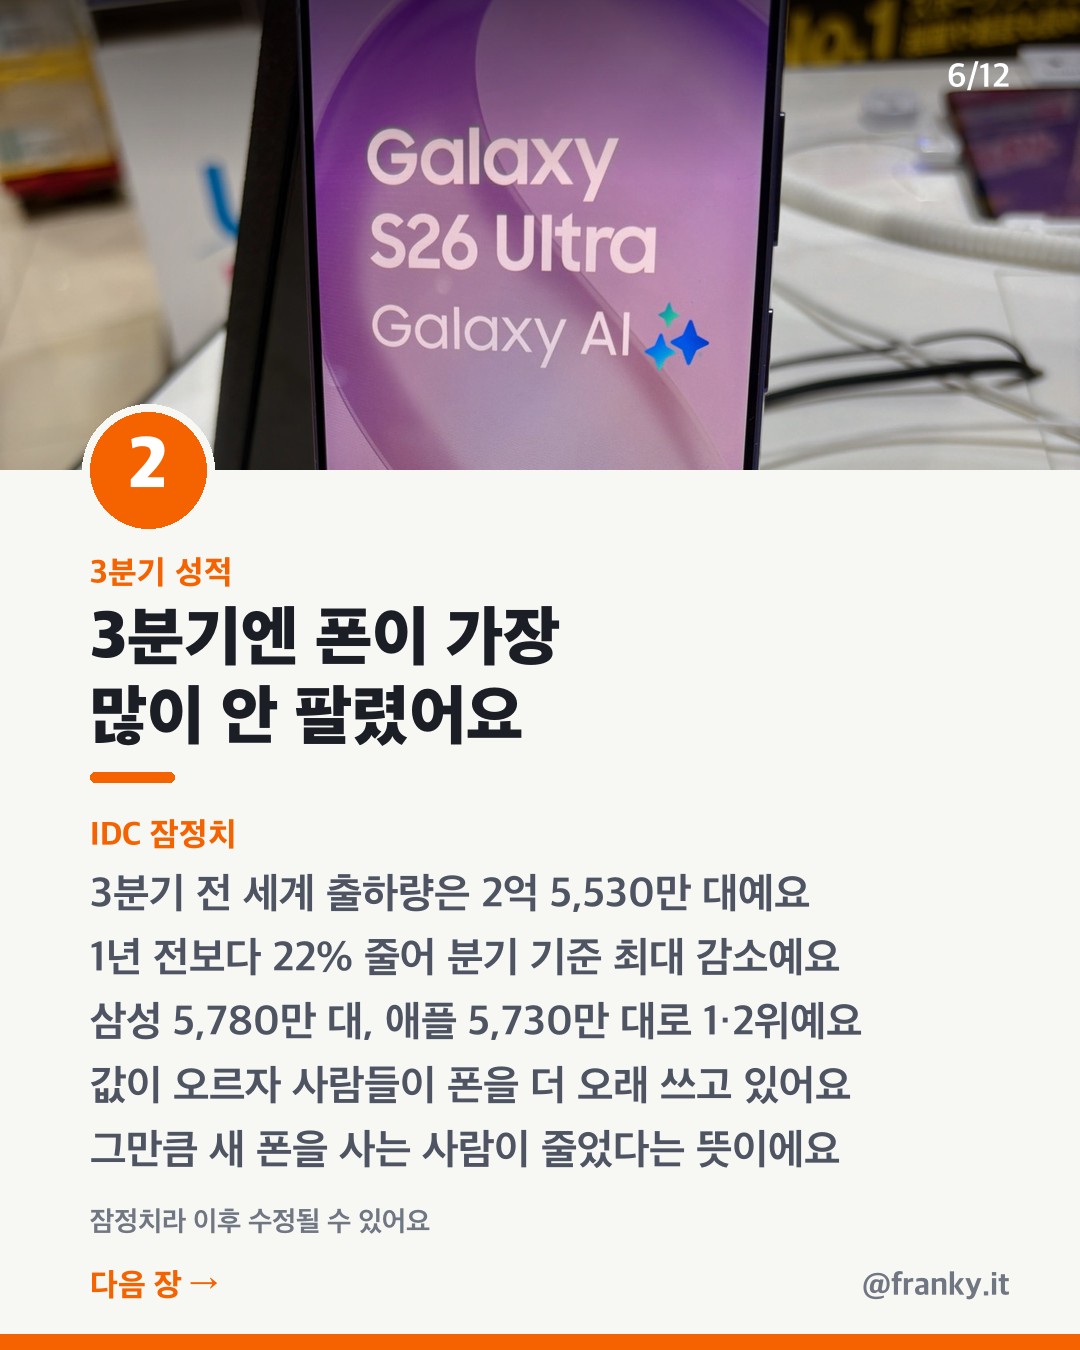 No.1
6/12
Galaxy
S26 Ultra
Galaxy AI
2
3분기 성적
3분기엔 폰이 가장
많이 안 팔렸어요
IDC 잠정치
3분기 전 세계 출하량은 2억 5,530만 대예요
1년 전보다 22% 줄어 분기 기준 최대 감소예요
삼성 5,780만 대, 애플 5,730만 대로 1·2위예요
값이 오르자 사람들이 폰을 더 오래 쓰고 있어요
그만큼 새 폰을 사는 사람이 줄었다는 뜻이에요
잠정치라 이후 수정될 수 있어요
다음 장 →
@franky.it